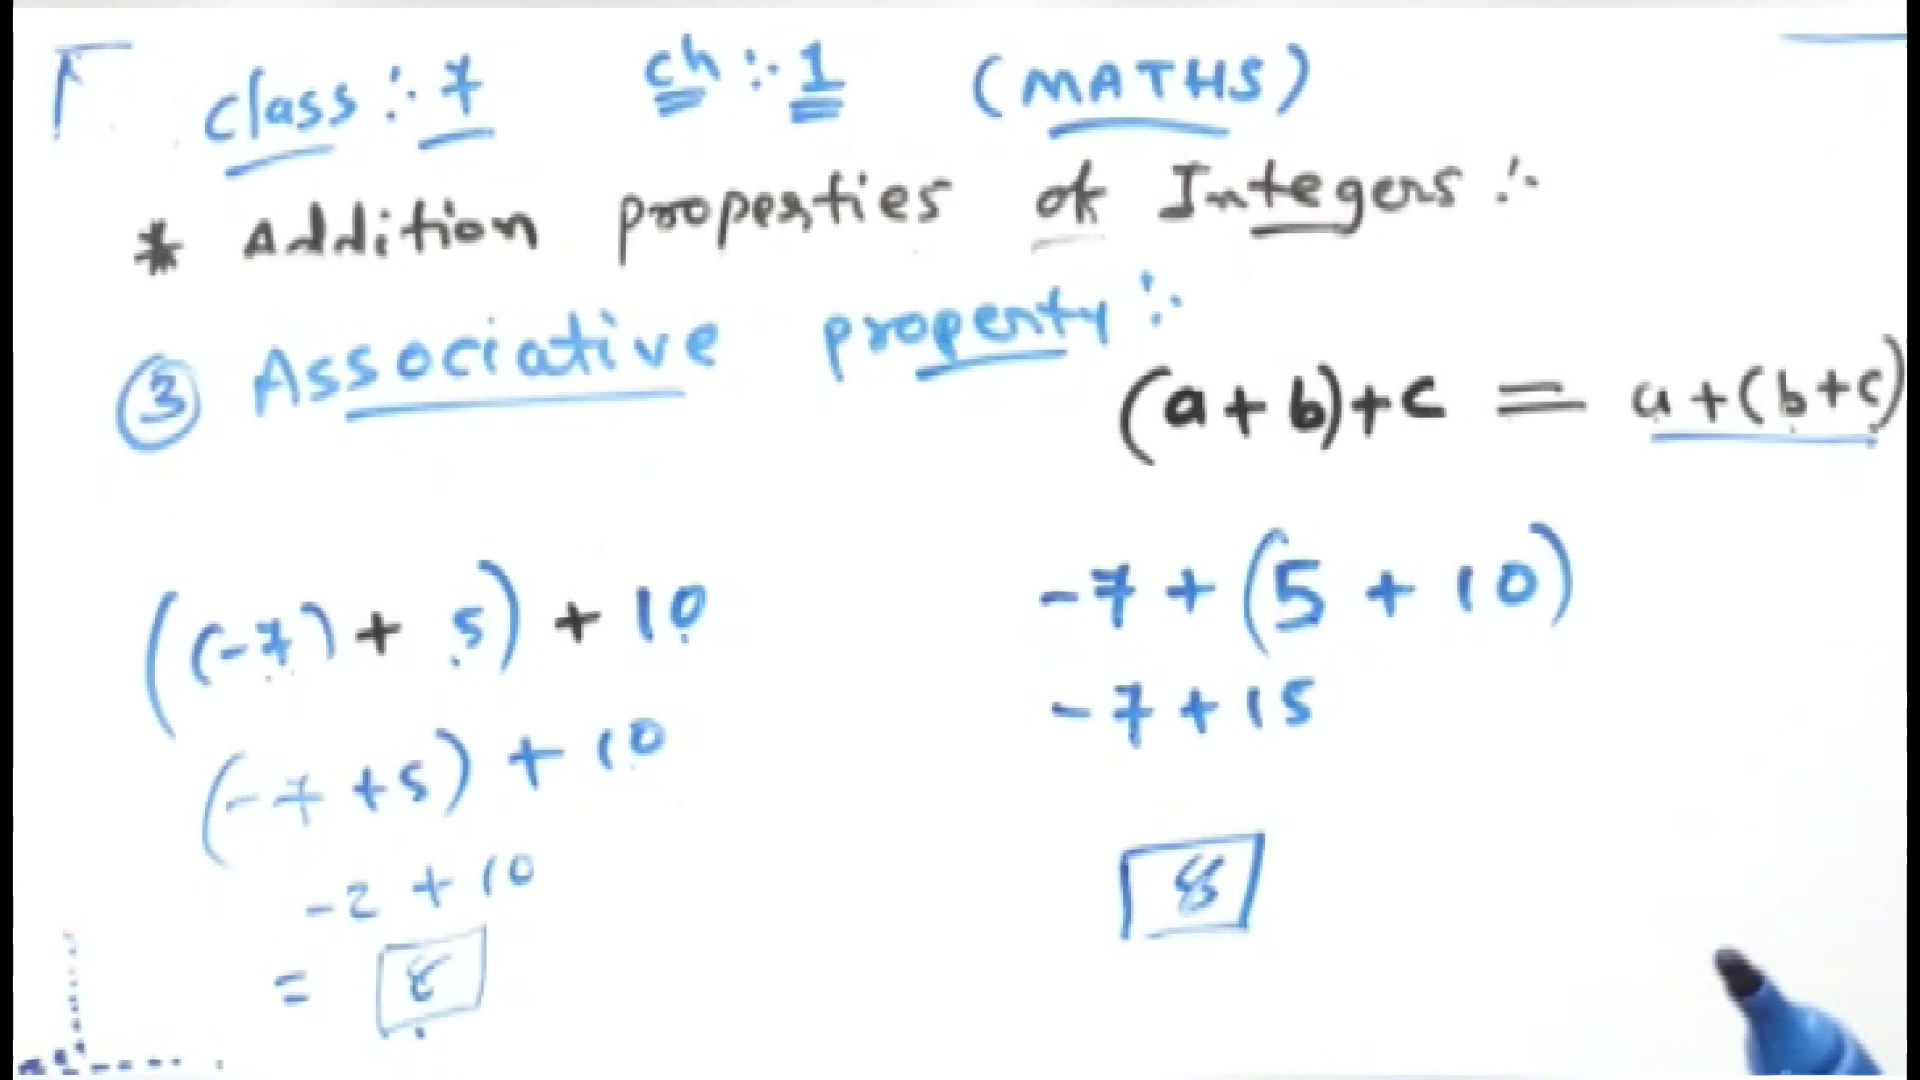 class : 7 ch : 1 (MATHS)
* Addition properties of Integers :
③ Associative property :
(a+b)+c = a+(b+c)
((-7) + 5) + 10
(-7 +5) + 10
-2 + 10
= 8
-7 + (5 + 10)
-7 + 15
8